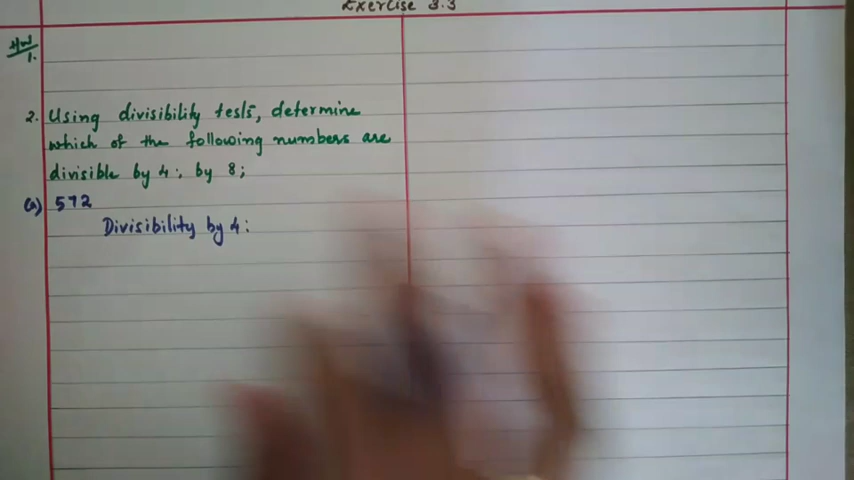 Exercise 3.3
H/W
1.
2. Using divisibility tests, determine
which of the following numbers are
divisible by 4; by 8;
(a) 572
Divisibility by 4: